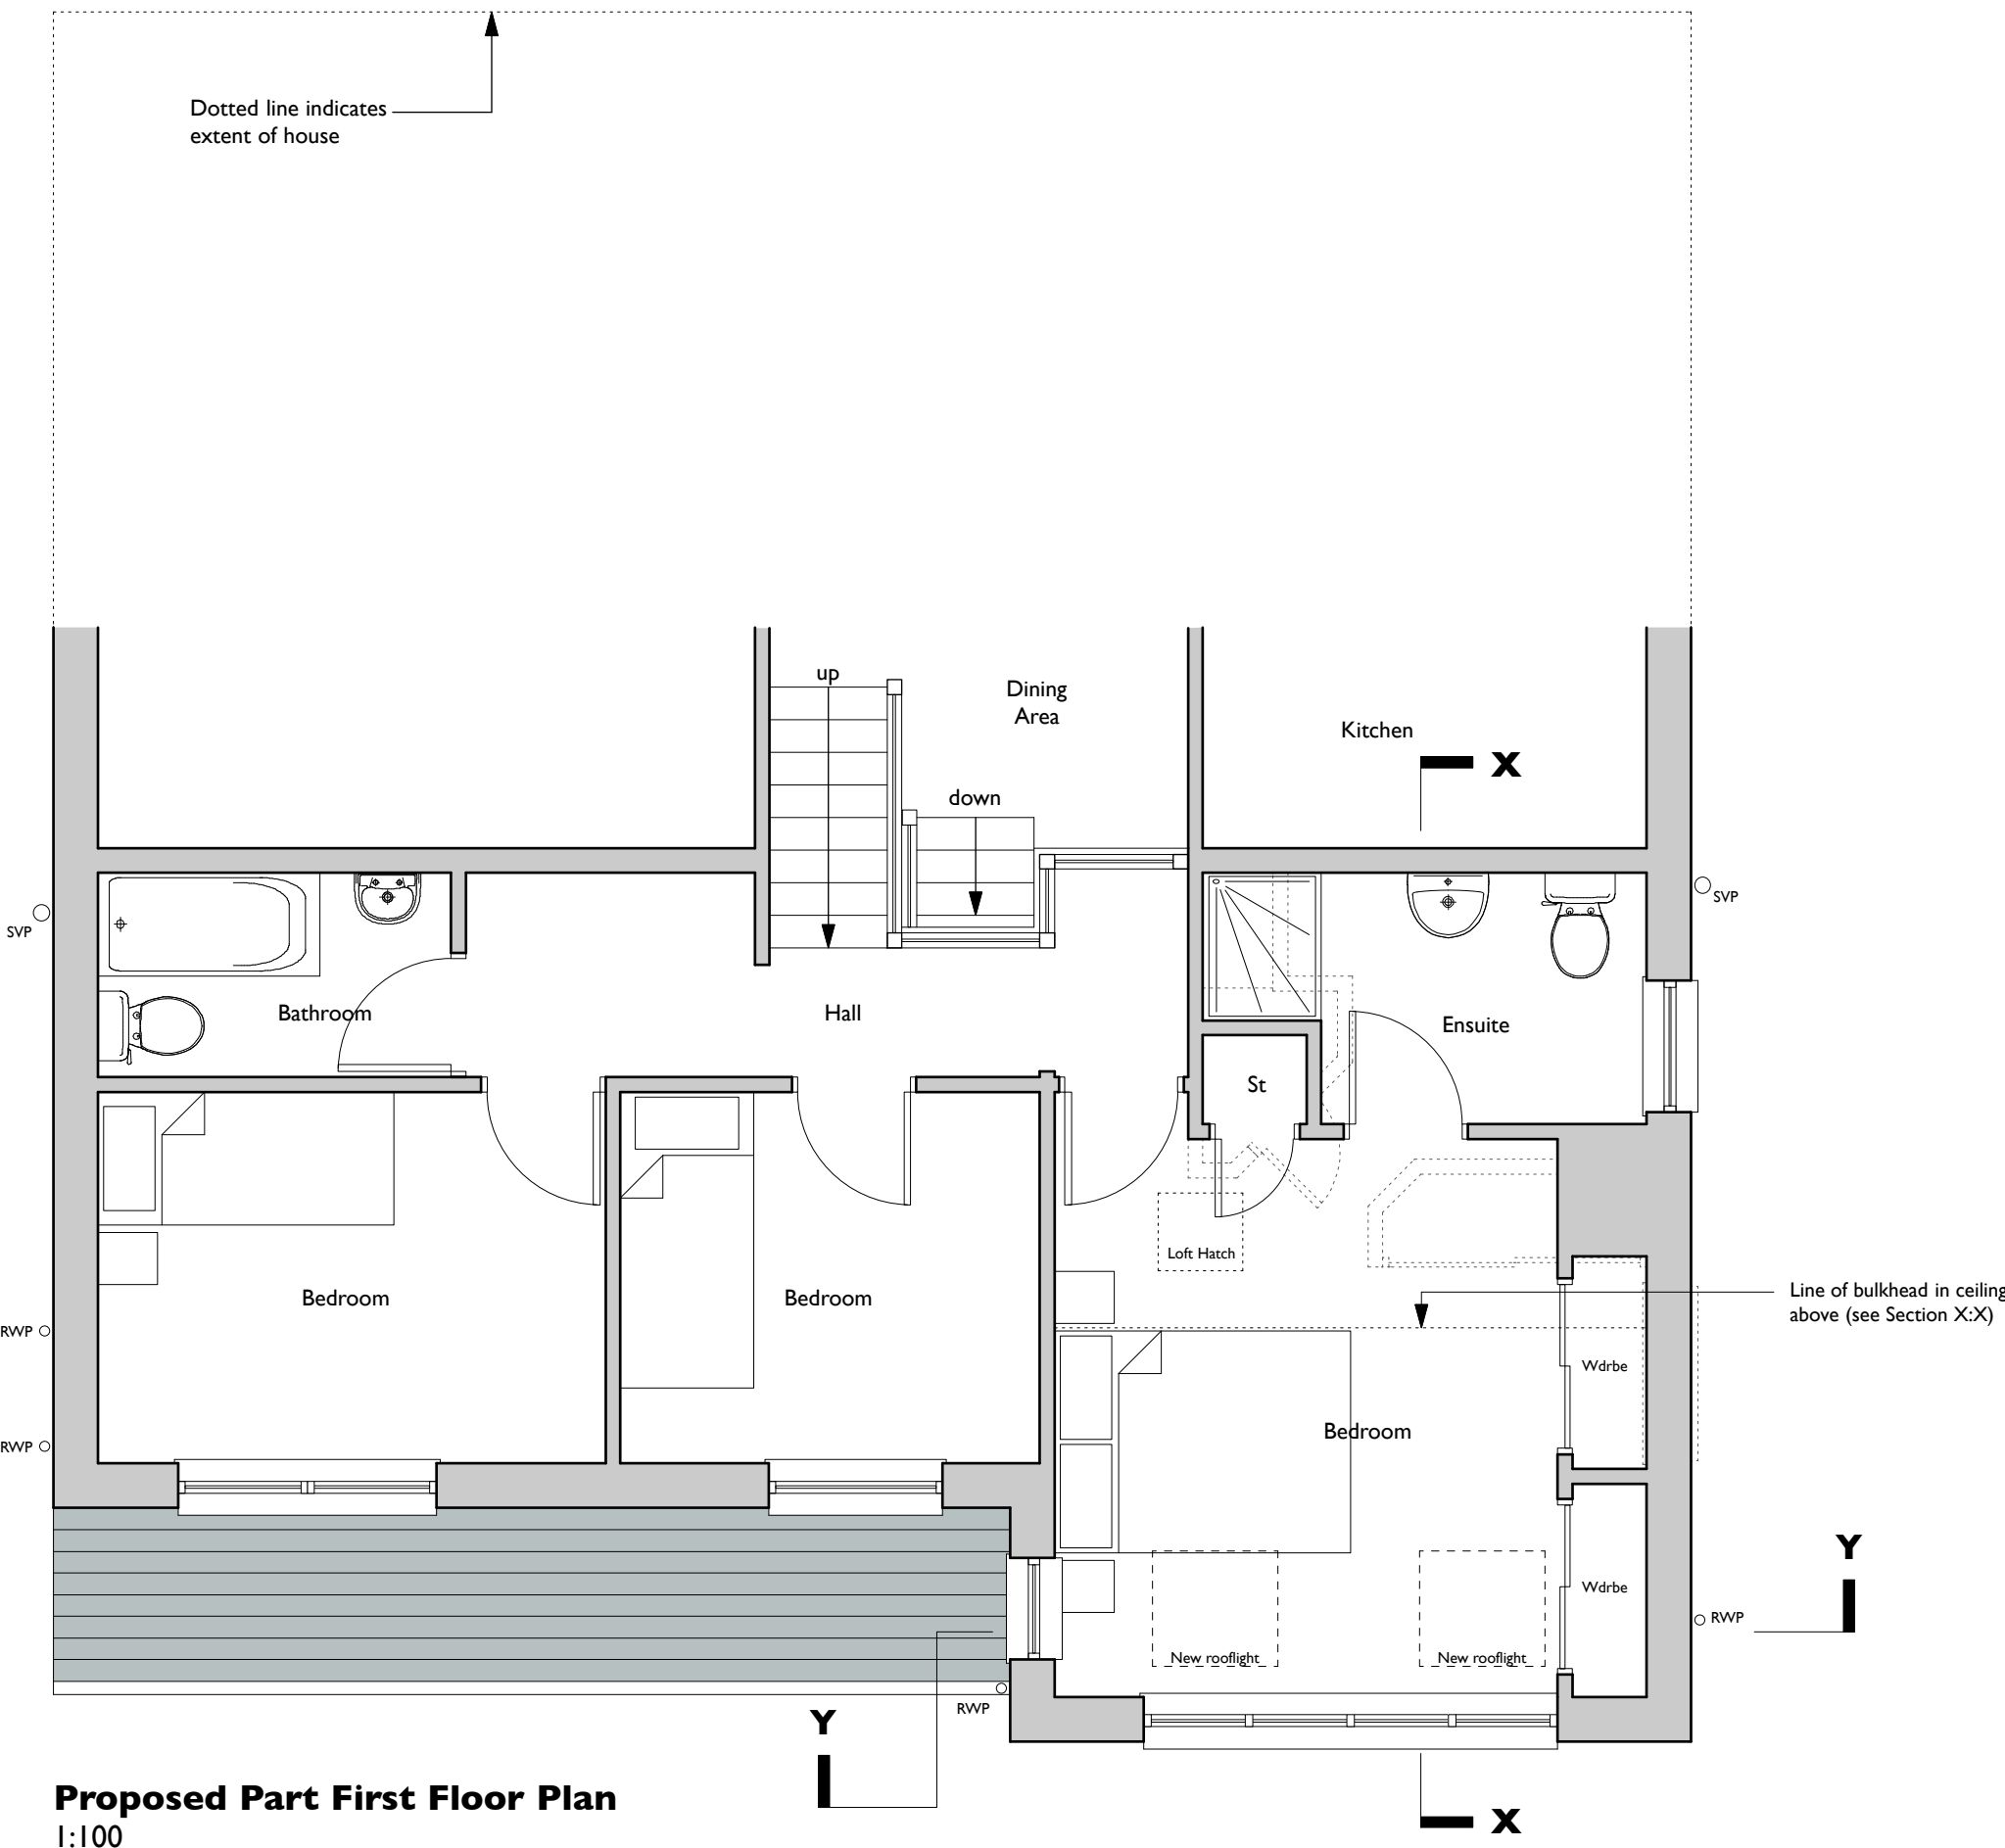 Dotted line indicates
extent of house
up
Dining
Area
Kitchen
X
down
SVP
SVP
Bathroom
Hall
Ensuite
St
Loft Hatch
Bedroom
Bedroom
Line of bulkhead in ceiling
above (see Section X:X)
RWP
Wdrbe
Bedroom
RWP
Y
Wdrbe
RWP
New rooflight
New rooflight
RWP
Y
Proposed Part First Floor Plan
X
1:100